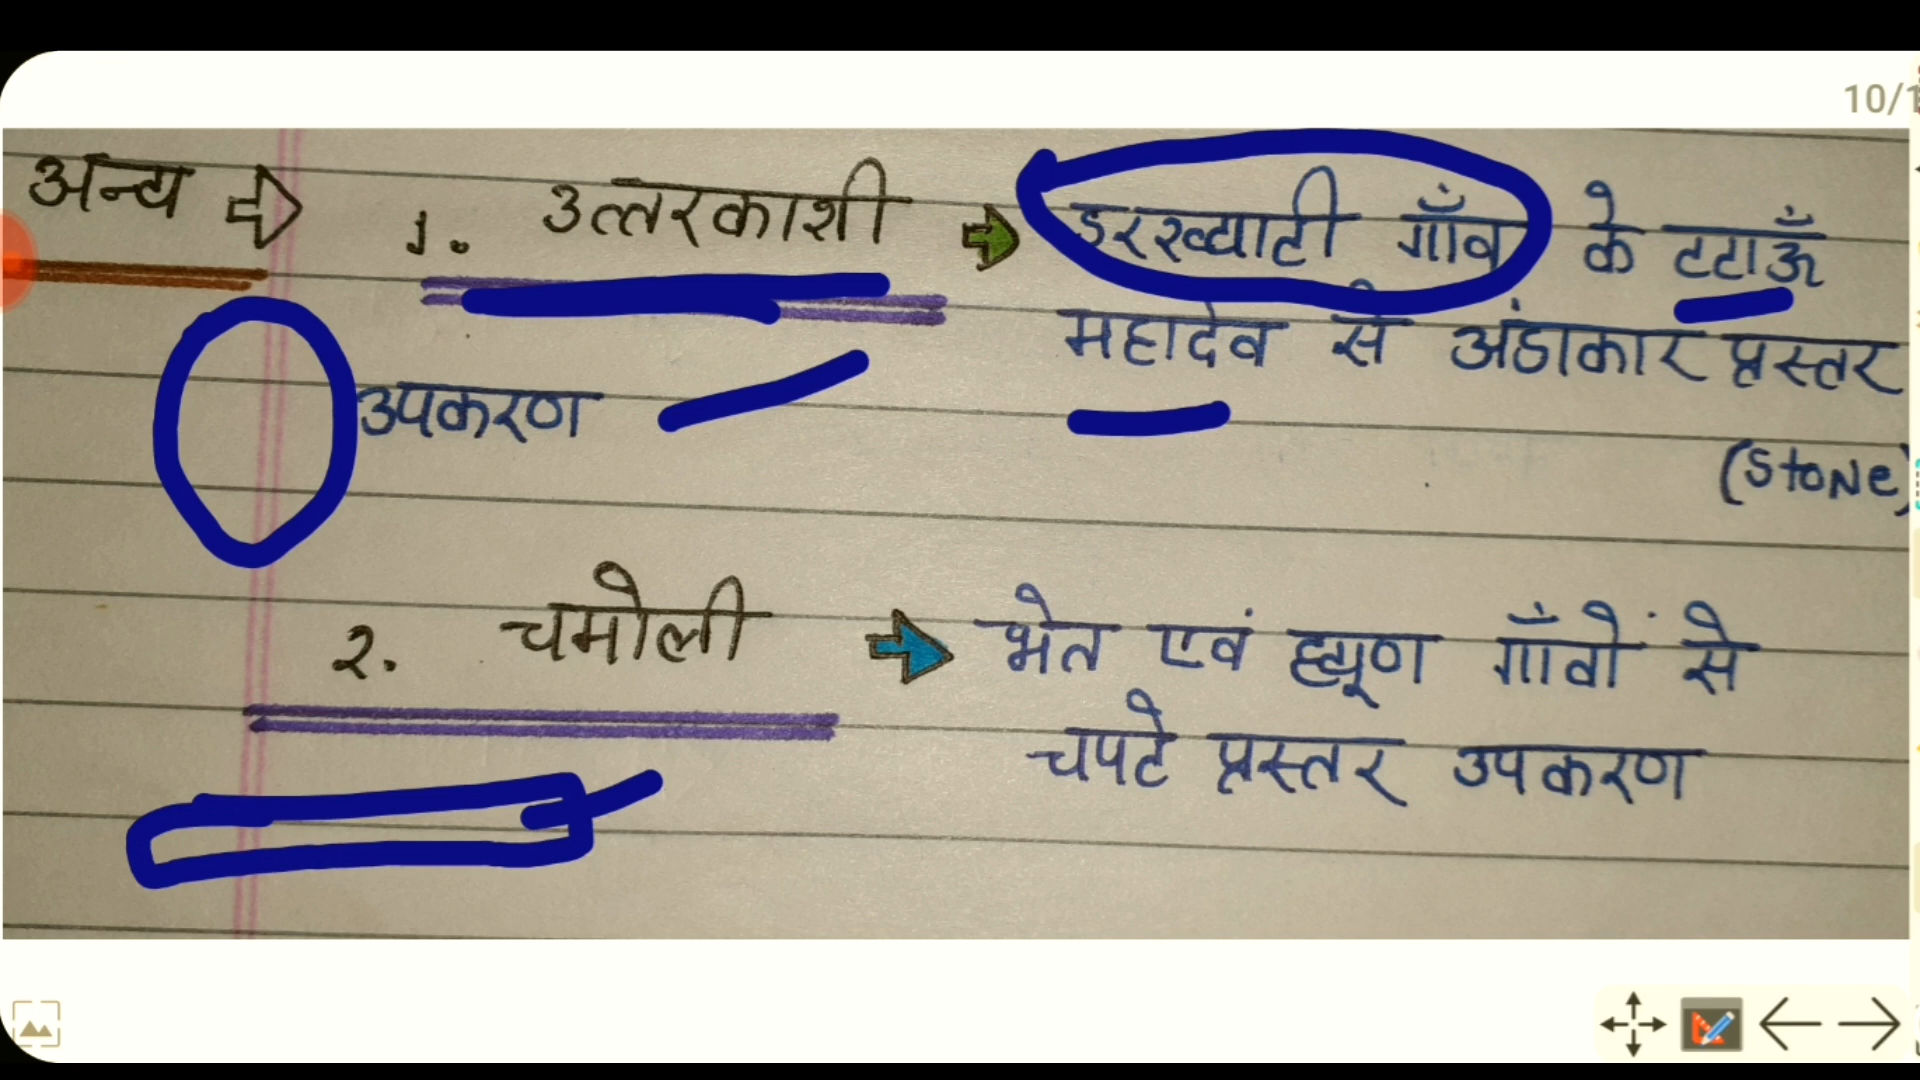 10/1
अन्य
1. उत्तरकाशी डरख्याटी गाँव के टटाऊँ
महादेव से अंडाकार प्रस्तर
उपकरण
(Stone)
२. चमोली भेत एवं ह्यूण गाँवों से
चपटे प्रस्तर उपकरण